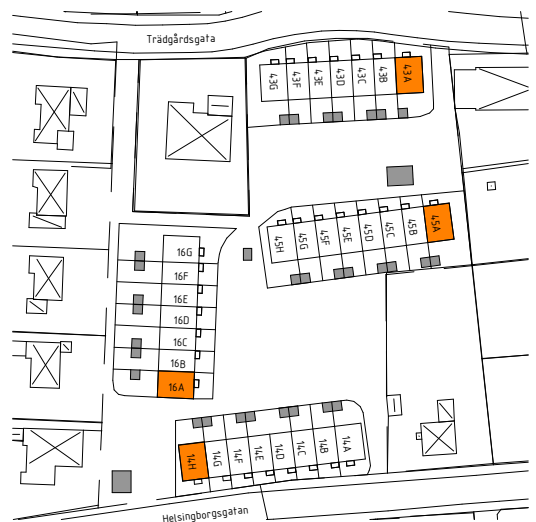 Trädgårdsgata
43G
43F
43E
43D
43C
43B
43A
45H
45G
45F
45E
45D
45C
45B
45A
16G
16F
16E
16D
16C
16B
16A
14H
14G
14F
14E
14D
14C
14B
14A
Helsingborgsgatan